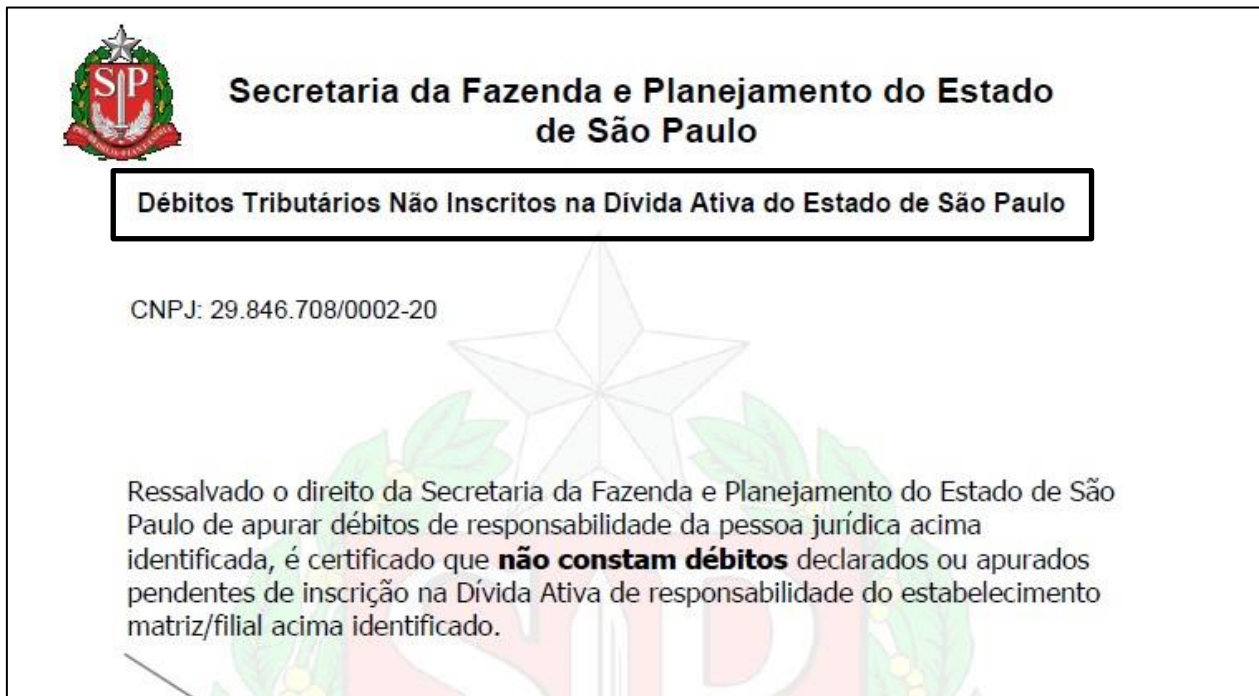 SP
Secretaria da Fazenda e Planejamento do Estado
de São Paulo
Débitos Tributários Não Inscritos na Dívida Ativa do Estado de São Paulo
CNPJ: 29.846.708/0002-20
Ressalvado o direito da Secretaria da Fazenda e Planejamento do Estado de São
Paulo de apurar débitos de responsabilidade da pessoa jurídica acima
identificada, é certificado que não constam débitos declarados ou apurados
pendentes de inscrição na Dívida Ativa de responsabilidade do estabelecimento
matriz/filial acima identificado.